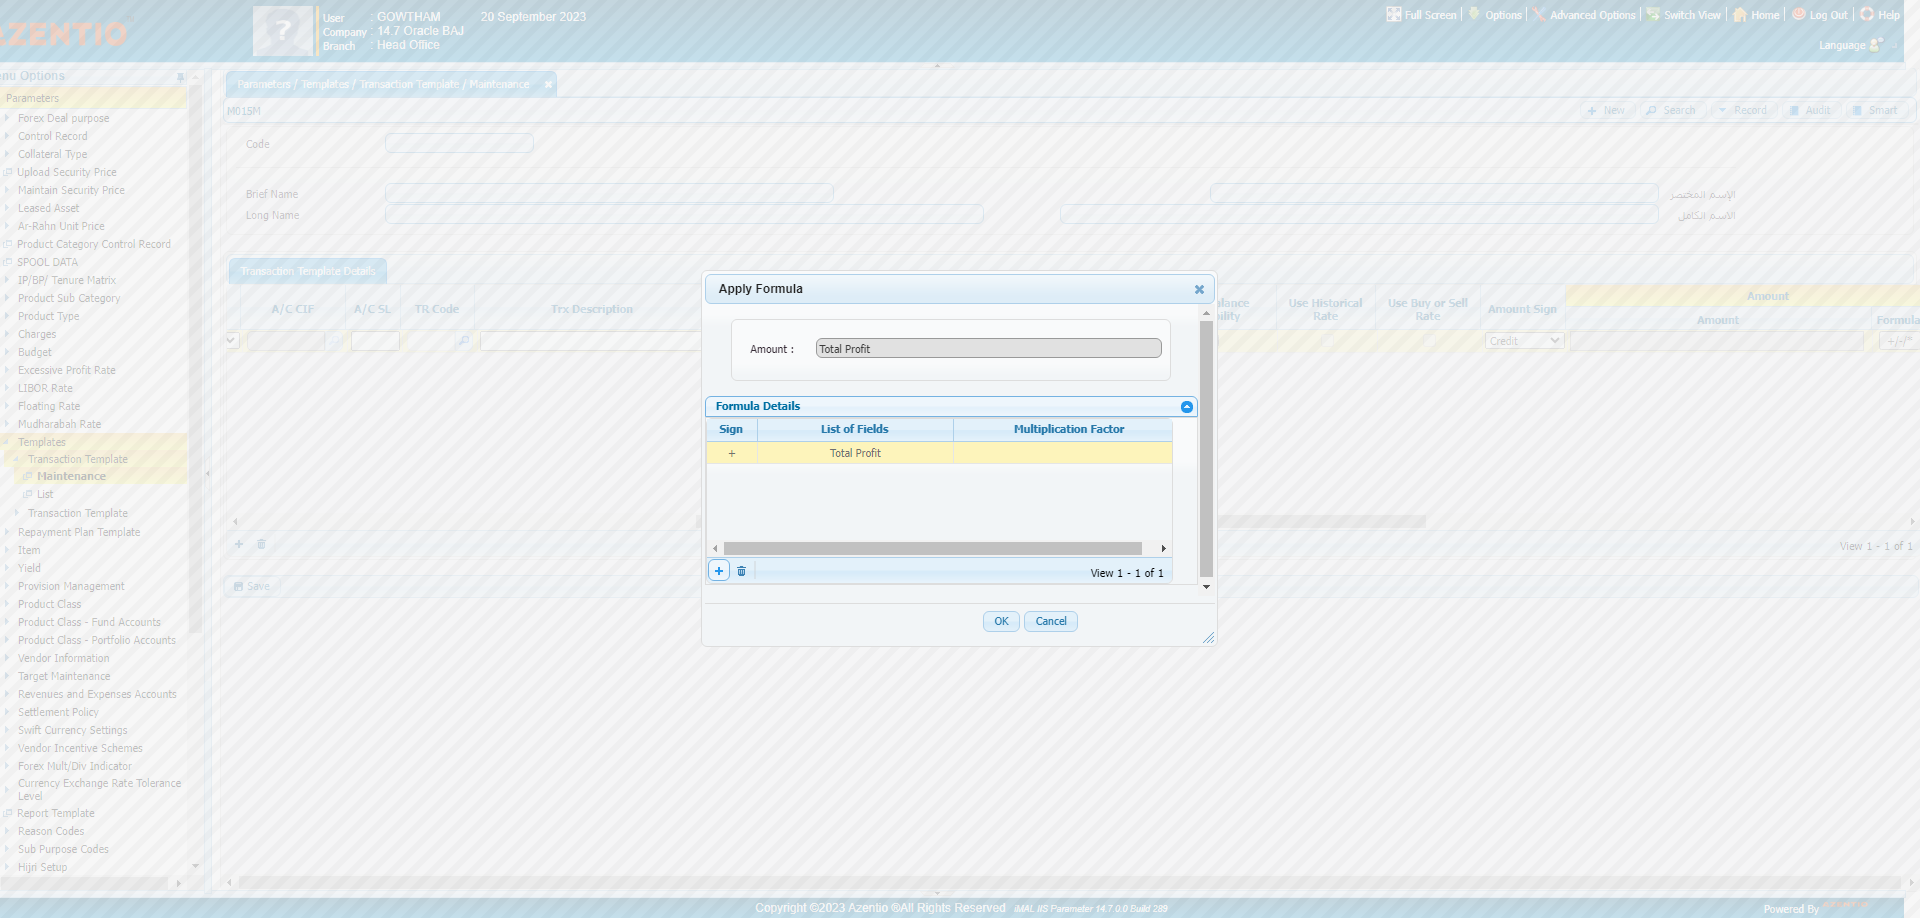 AZENTIO
User : GOWTHAM 20 September 2023
Company : 14.7 Oracle BAJ
Branch : Head Office
Full Screen Options Advanced Options Switch View Home Log Out Help
Language
nu Options
Parameters
Forex Deal purpose
Control Record
Collateral Type
Upload Security Price
Maintain Security Price
Leased Asset
Ar-Rahn Unit Price
Product Category Control Record
SPOOL DATA
IP/BP/ Tenure Matrix
Product Sub Category
Product Type
Charges
Budget
Excessive Profit Rate
LIBOR Rate
Floating Rate
Mudharabah Rate
Templates
Transaction Template
Maintenance
List
Transaction Template
Repayment Plan Template
Item
Yield
Provision Management
Product Class
Product Class - Fund Accounts
Product Class - Portfolio Accounts
Vendor Information
Target Maintenance
Revenues and Expenses Accounts
Settlement Policy
Swift Currency Settings
Vendor Incentive Schemes
Forex Mult/Div Indicator
Currency Exchange Rate Tolerance
Level
Report Template
Reason Codes
Sub Purpose Codes
Hijri Setup
Parameters / Templates / Transaction Template / Maintenance
M015M
New Search Record Audit Smart
Code
Brief Name
الإسم المختصر
Long Name
الاسم الكامل
Transaction Template Details
A/C CIF A/C SL TR Code Trx Description
lance
ility
Use Historical
Rate
Use Buy or Sell
Rate
Amount Sign
Amount
Amount
Formula
Credit
+/r/*
View 1 - 1 of 1
Save
Apply Formula
Amount : Total Profit
Formula Details
Sign List of Fields Multiplication Factor
+ Total Profit
View 1 - 1 of 1
OK Cancel
Copyright ©2023 Azentio ®All Rights Reserved iMAL IIS Parameter 14.7.0.0 Build 289
Powered By